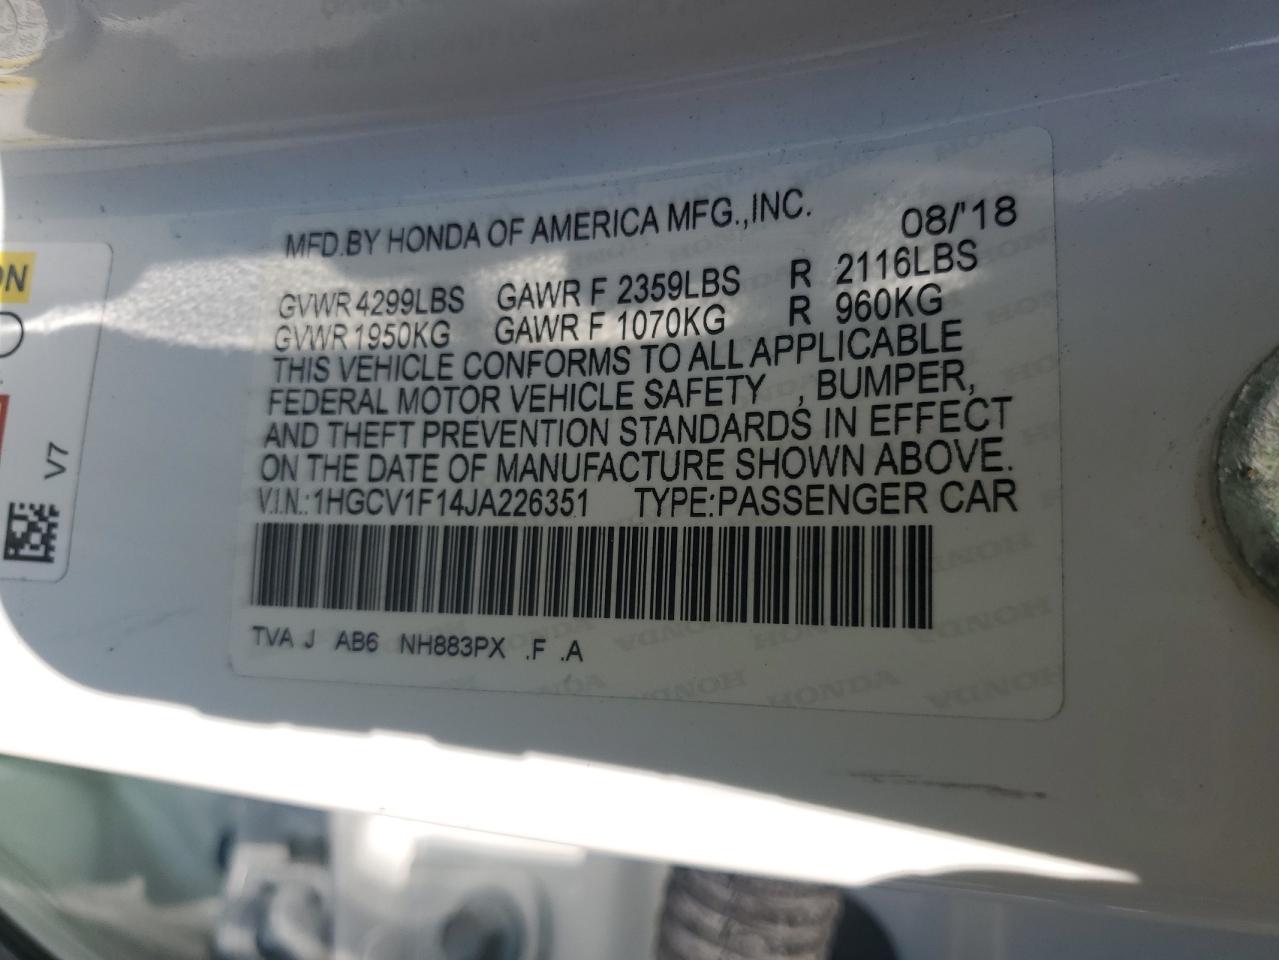 MFD.BY HONDA OF AMERICA MFG.,INC. 08/'18
GVWR 4299LBS GAWR F 2359LBS R 2116LBS
GVWR 1950KG GAWR F 1070KG R 960KG
THIS VEHICLE CONFORMS TO ALL APPLICABLE
FEDERAL MOTOR VEHICLE SAFETY , BUMPER,
AND THEFT PREVENTION STANDARDS IN EFFECT
ON THE DATE OF MANUFACTURE SHOWN ABOVE.
V.I.N.:1HGCV1F14JA226351 TYPE:PASSENGER CAR
TVA J AB6 NH883PX .F .A
V7
HONDA